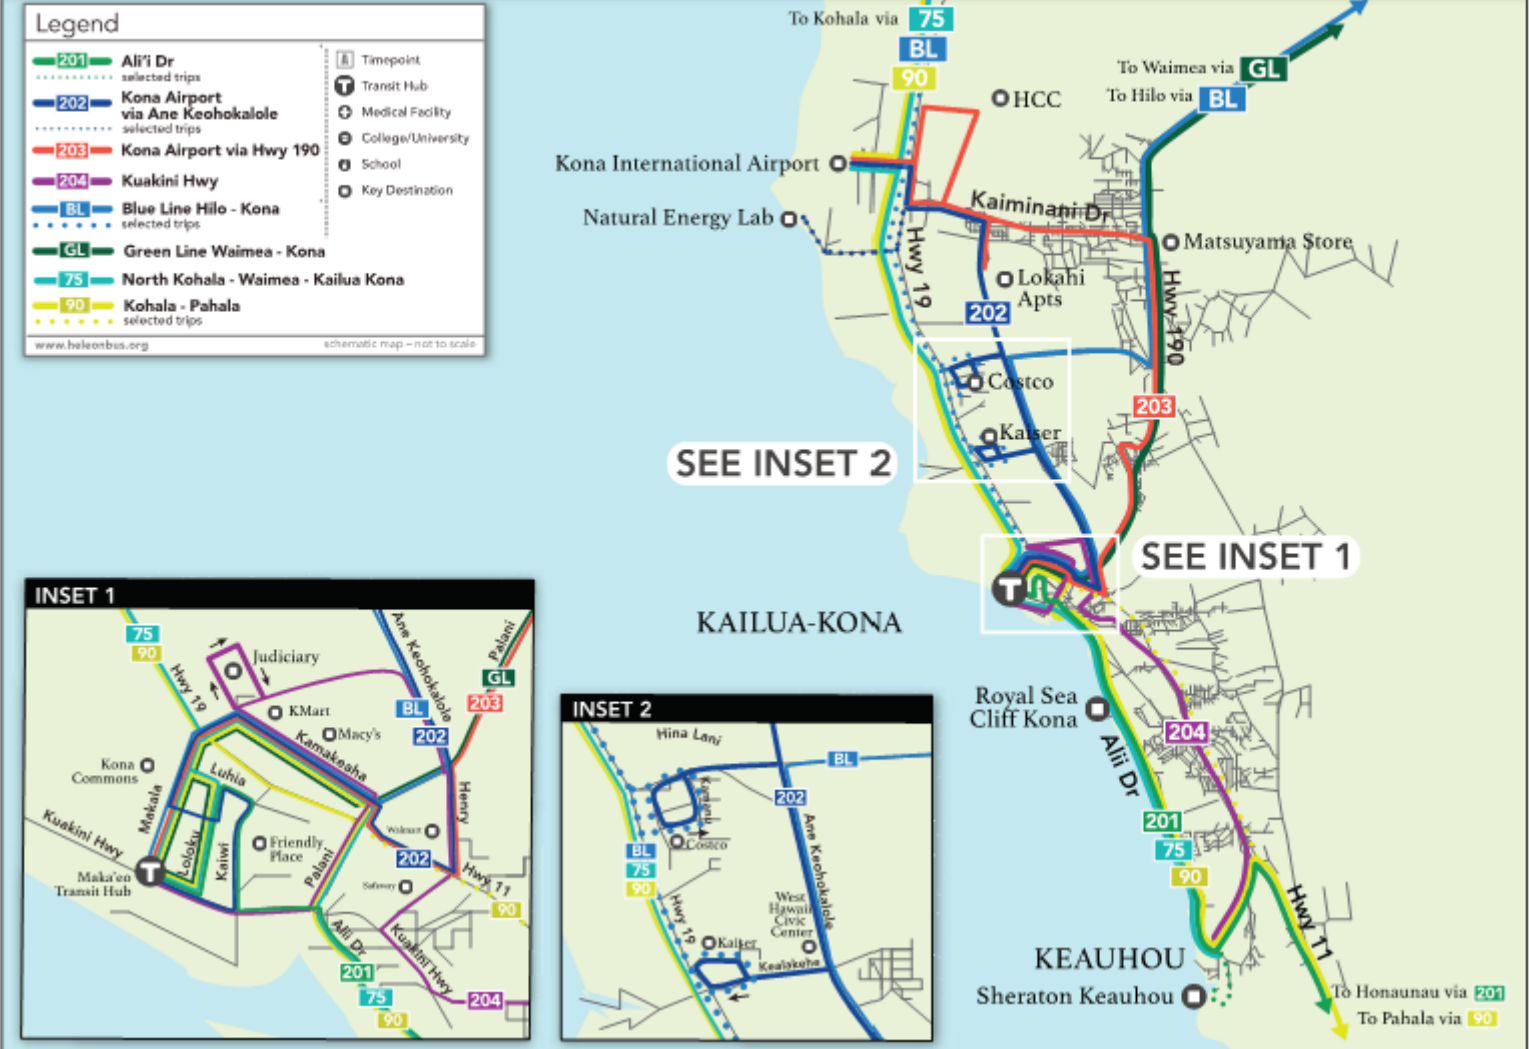 Legend
201 Ali'i Dr
selected trips
202 Kona Airport
via Ane Keohokalole
selected trips
203 Kona Airport via Hwy 190
204 Kuakini Hwy
BL Blue Line Hilo - Kona
selected trips
GL Green Line Waimea - Kona
75 North Kohala - Waimea - Kailua Kona
90 Kohala - Pahala
selected trips
Timepoint
T Transit Hub
Medical Facility
College/University
School
Key Destination
www.heleonbus.org
schematic map – not to scale
To Kohala via 75
BL
90
To Waimea via GL
To Hilo via BL
HCC
Kona International Airport
Kaiminani Dr
Natural Energy Lab
Matsuyama Store
Hwy 19
Lokahi
Apts
Hwy 190
202
Costco
203
Kaiser
SEE INSET 2
SEE INSET 1
T
KAILUA-KONA
Royal Sea
Cliff Kona
204
Alii Dr
201
75
90
Hwy 11
KEAUHOU
Sheraton Keauhou
To Honaunau via 201
To Pahala via 90
INSET 1
75
90
Hwy 19
Judiciary
Ane Keohokalole
Palani
GL
203
BL
202
KMart
Macy's
Kamakeaha
Kona
Commons
Luhia
Makala
Henry
Kuakini Hwy
Loloku
Kaiwi
Friendly
Place
Walmart
202
Palani
Hwy 11
T
Maka'eo
Transit Hub
Safeway
90
Alii Dr
Kuakini Hwy
201
75
90
204
INSET 2
Hina Lani
BL
Kamanu
202
Costco
Ane Keohokalole
BL
75
90
Hwy 19
West
Hawaii
Civic
Center
Kaiser
Kealakehe